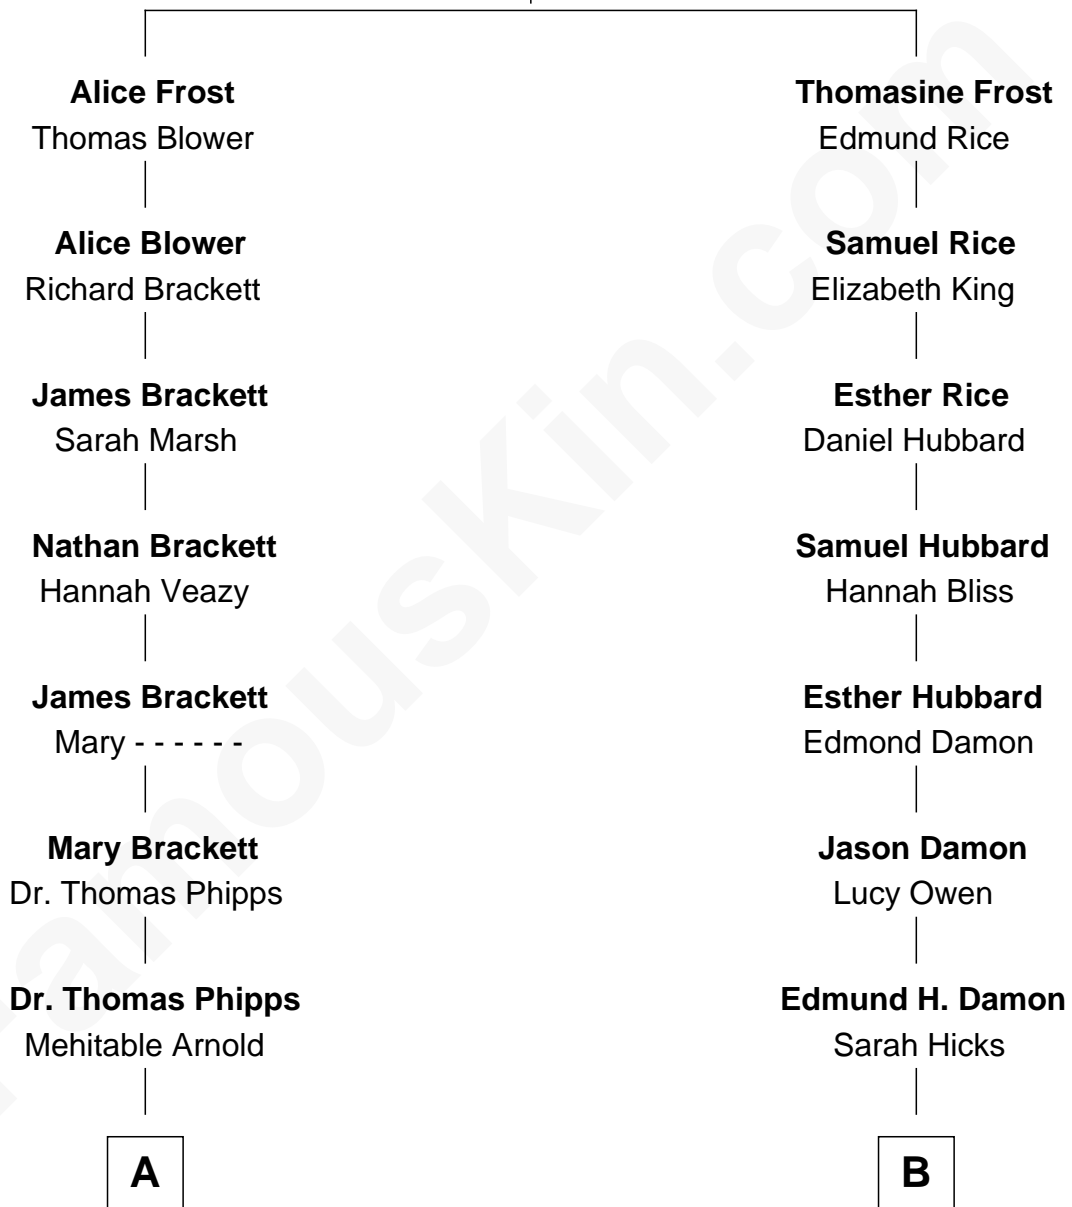 Alice Frost
Thomas Blower
Alice Blower
Richard Brackett
James Brackett
Sarah Marsh
Nathan Brackett
Hannah Veazy
James Brackett
Mary - - - - - -
Mary Brackett
Dr. Thomas Phipps
Dr. Thomas Phipps
Mehitable Arnold
A
Thomasine Frost
Edmund Rice
Samuel Rice
Elizabeth King
Esther Rice
Daniel Hubbard
Samuel Hubbard
Hannah Bliss
Esther Hubbard
Edmond Damon
Jason Damon
Lucy Owen
Edmund H. Damon
Sarah Hicks
B
FamousKin.com